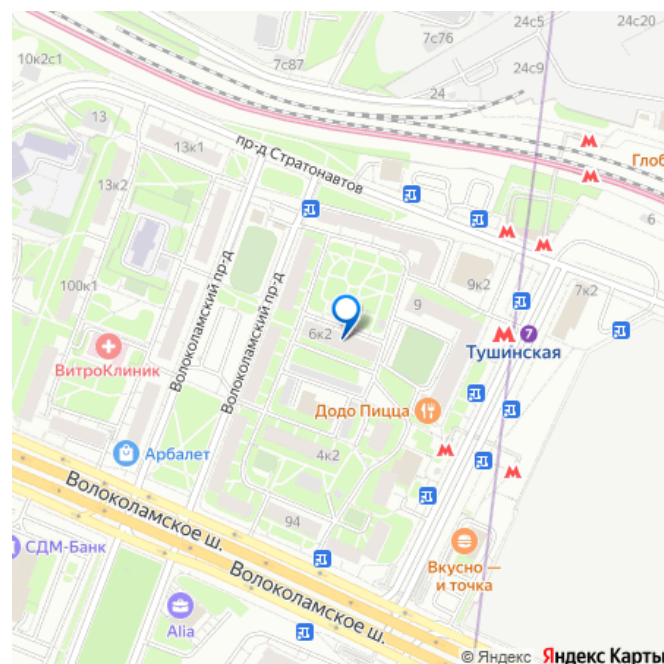 24с5
24с20
7с76
10к2с1
7с87
24с9
24
13
13к1
пр-д Стратонавтов
Глоб
13к2
6
100к1
Волоколамский пр-д
Волоколамский пр-д
9к2
7к2
9
6к2
7
Тушинская
ВитроКлиник
Додо Пицца
Арбалет
4к2
Волоколамское ш.
94
СДМ-Банк
Вкусно —
и точка
Волоколамское ш.
Alia
© Яндекс Яндекс Карты